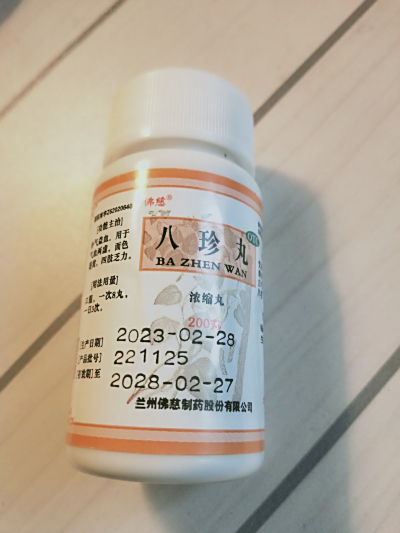 佛慈®
[功能主治]
气血两虚，面色
四肢乏力。
[用法用量]
一次8丸，
一日3次。
OTC
八珍丸
BA ZHEN WAN
浓缩丸
200丸
[生产日期] 2023-02-28
[产品批号] 221125
[有效期]至 2028-02-27
兰州佛慈制药股份有限公司